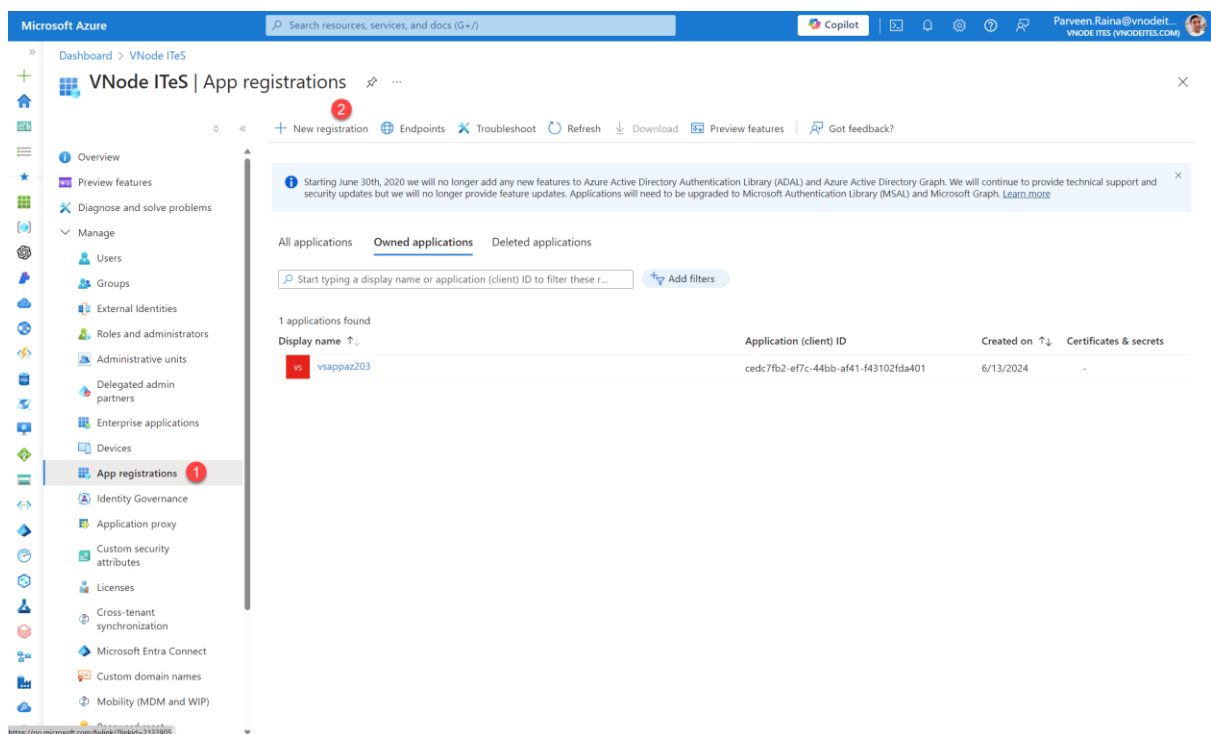 Microsoft Azure
Search resources, services, and docs (G+/)
Copilot
Parveen.Raina@vnodeit...
VNODE ITES (VNODEITES.COM)
Dashboard > VNode ITeS
VNode ITeS | App registrations
2
New registration
Endpoints
Troubleshoot
Refresh
Download
Preview features
Got feedback?
Overview
Preview features
Diagnose and solve problems
Manage
Users
Groups
External Identities
Roles and administrators
Administrative units
Delegated admin
partners
Enterprise applications
Devices
App registrations 1
Identity Governance
Application proxy
Custom security
attributes
Licenses
Cross-tenant
synchronization
Microsoft Entra Connect
Custom domain names
Mobility (MDM and WIP)
Starting June 30th, 2020 we will no longer add any new features to Azure Active Directory Authentication Library (ADAL) and Azure Active Directory Graph. We will continue to provide technical support and
security updates but we will no longer provide feature updates. Applications will need to be upgraded to Microsoft Authentication Library (MSAL) and Microsoft Graph. Learn more
All applications
Owned applications
Deleted applications
Start typing a display name or application (client) ID to filter these r...
Add filters
1 applications found
Display name
Application (client) ID
Created on
Certificates & secrets
VS
vsappaz203
cedc7fb2-ef7c-44bb-af41-f43102fda401
6/13/2024
-